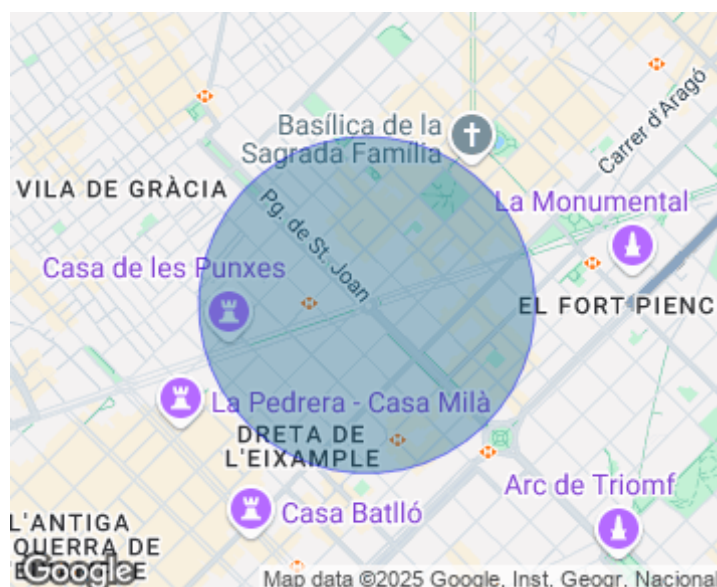 Basílica de la
Sagrada Família
Carrer d'Aragó
VILA DE GRÀCIA
Pg. de St. Joan
La Monumental
Casa de les Punxes
EL FORT PIENC
La Pedrera - Casa Milà
DRETA DE
L'EIXAMPLE
Arc de Triomf
Casa Batlló
L'ANTIGA
QUERRA DE
Google
Map data ©2025 Google, Inst. Geogr. Nacional